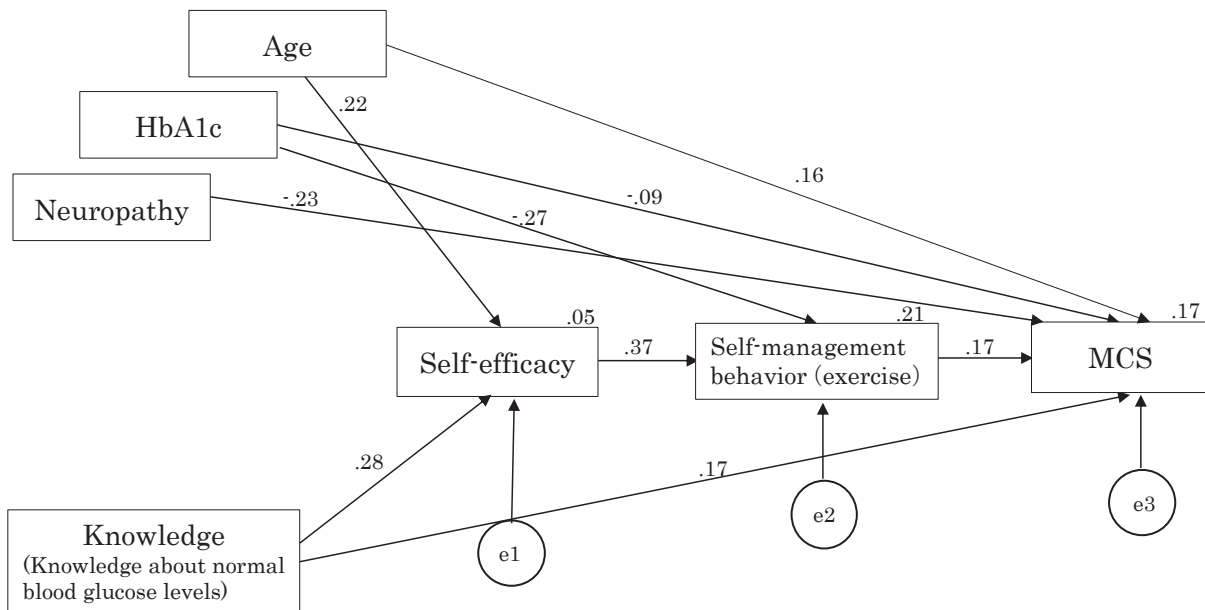 Age
.22
HbA1c
.16
-.09
Neuropathy
-.23
-.27
.05
.21
.17
Self-efficacy
.37
Self-management
behavior (exercise)
.17
MCS
.28
.17
Knowledge
(Knowledge about normal
blood glucose levels)
e1
e2
e3